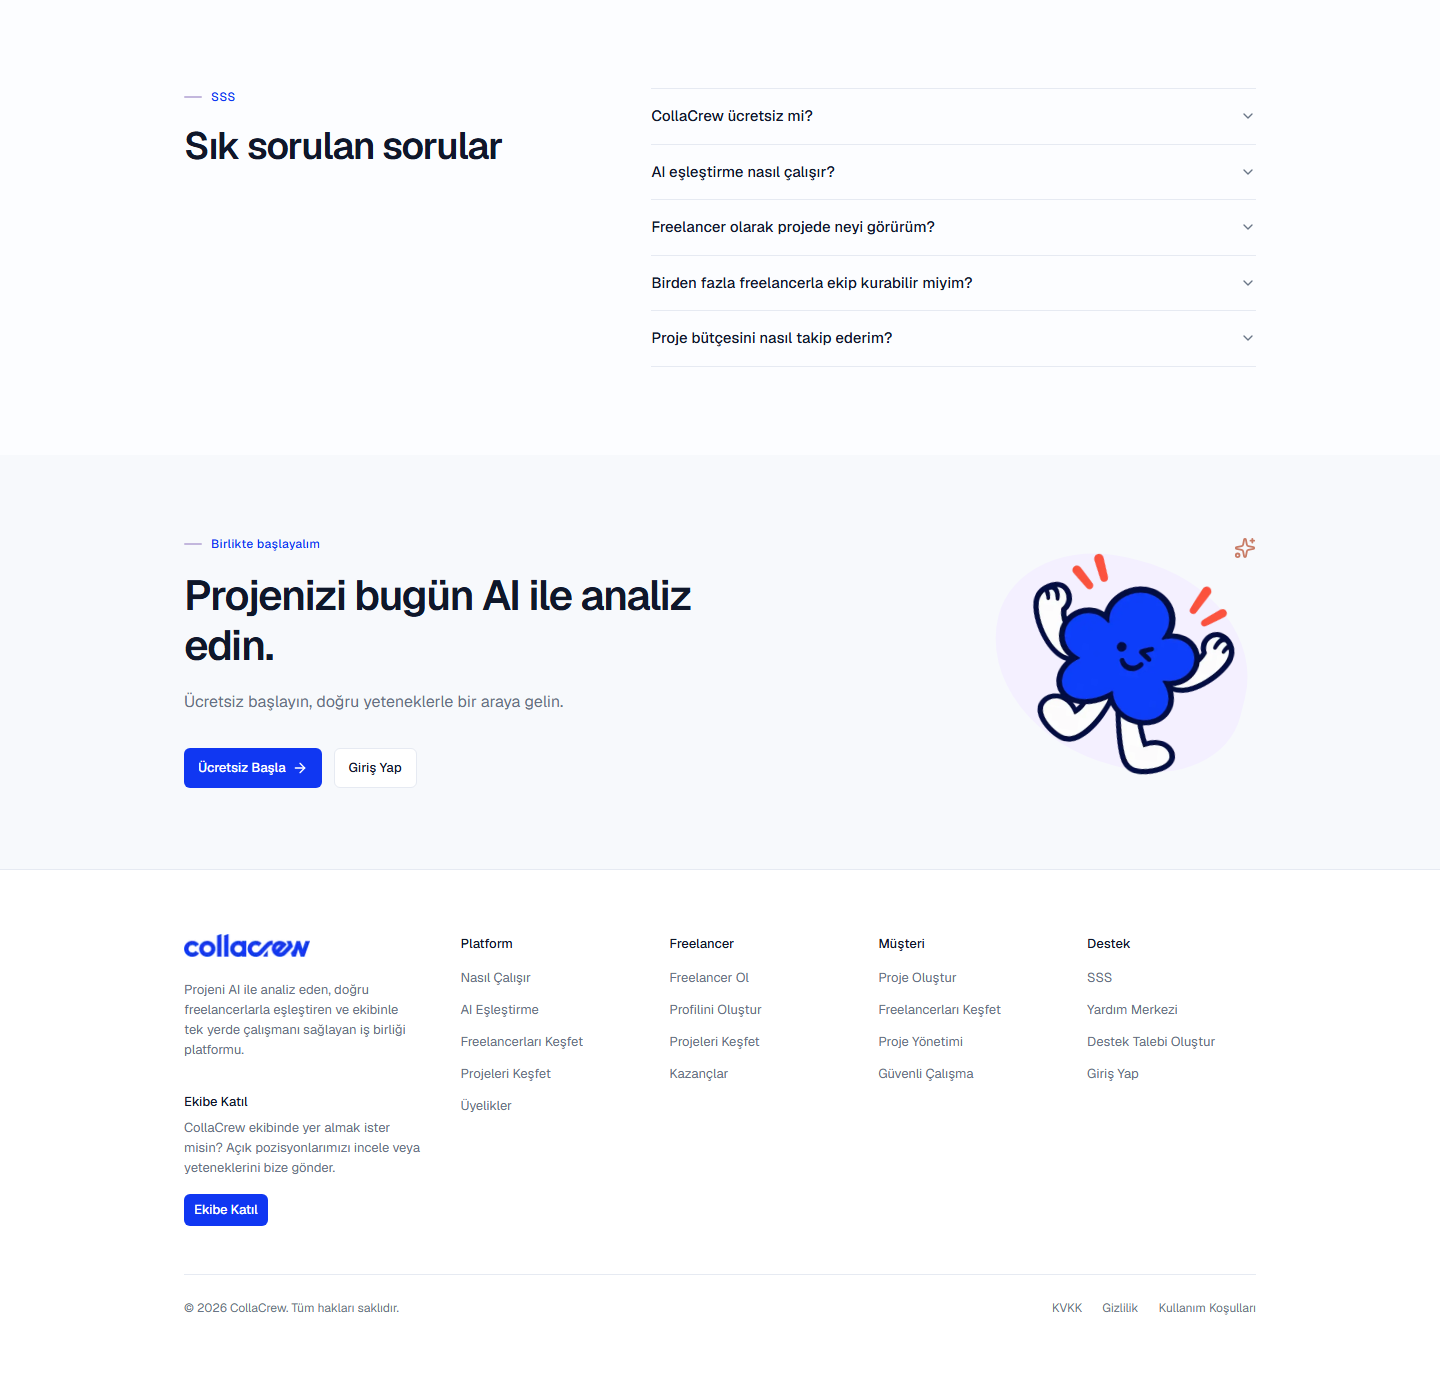 SSS
Sık sorulan sorular
CollaCrew ücretsiz mi?
AI eşleştirme nasıl çalışır?
Freelancer olarak projede neyi görürüm?
Birden fazla freelancerla ekip kurabilir miyim?
Proje bütçesini nasıl takip ederim?
Birlikte başlayalım
Projenizi bugün AI ile analiz
edin.
Ücretsiz başlayın, doğru yeteneklerle bir araya gelin.
Ücretsiz Başla
Giriş Yap
collacrew
Projeni AI ile analiz eden, doğru
freelancerlarla eşleştiren ve ekibinle
tek yerde çalışmanı sağlayan iş birliği
platformu.
Ekibe Katıl
CollaCrew ekibinde yer almak ister
misin? Açık pozisyonlarımızı incele veya
yeteneklerini bize gönder.
Ekibe Katıl
Platform
Nasıl Çalışır
AI Eşleştirme
Freelancerları Keşfet
Projeleri Keşfet
Üyelikler
Freelancer
Freelancer Ol
Profilini Oluştur
Projeleri Keşfet
Kazançlar
Müşteri
Proje Oluştur
Freelancerları Keşfet
Proje Yönetimi
Güvenli Çalışma
Destek
SSS
Yardım Merkezi
Destek Talebi Oluştur
Giriş Yap
© 2026 CollaCrew. Tüm hakları saklıdır.
KVKK
Gizlilik
Kullanım Koşulları